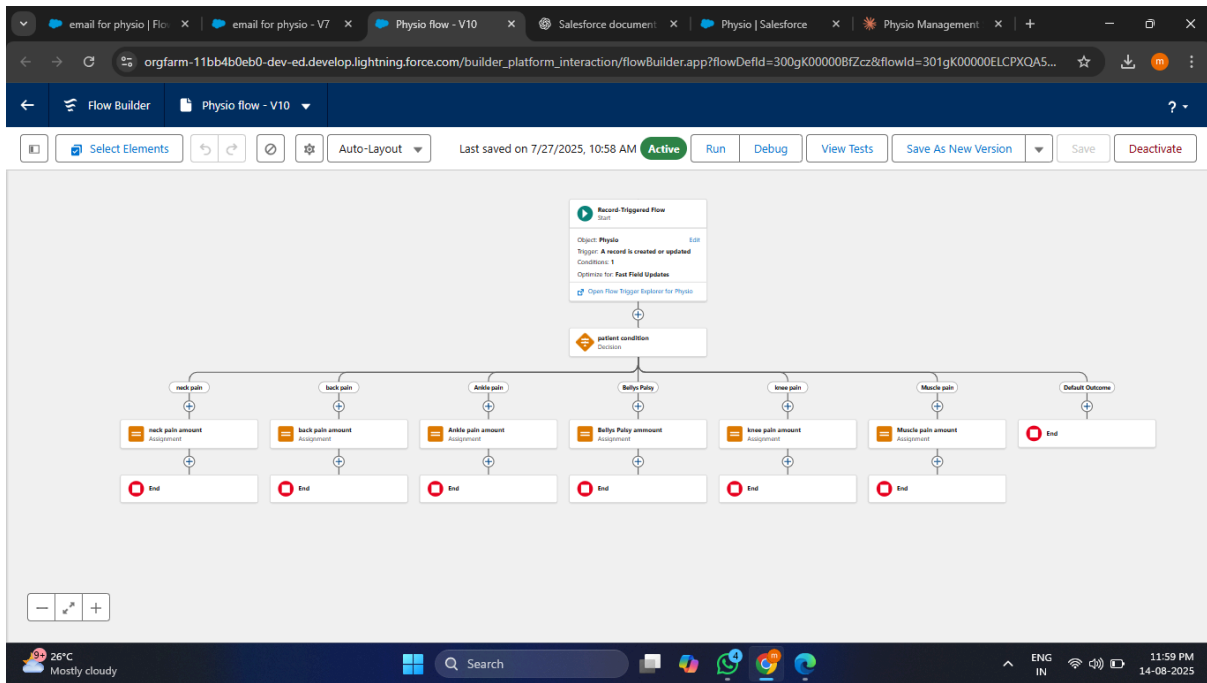 email for physio | Flo
email for physio - V7
Physio flow - V10
Salesforce document
Physio | Salesforce
Physio Management
orgfarm-11bb4b0eb0-dev-ed.develop.lightning.force.com/builder_platform_interaction/flowBuilder.app?flowDefId=300gK00000BfZcz&flowId=301gK00000ELCPXQA5...
m
Flow Builder
Physio flow - V10
?
Select Elements
Auto-Layout
Last saved on 7/27/2025, 10:58 AM
Active
Run
Debug
View Tests
Save As New Version
Save
Deactivate
Record-Triggered Flow
Start
Object: Physio
Edit
Trigger: A record is created or updated
Conditions: 1
Optimize for: Fast Field Updates
Open Flow Trigger Explorer for Physio
patient condition
Decision
neck pain
back pain
Ankle pain
Bellys Palsy
knee pain
Muscle pain
Default Outcome
neck pain amount
Assignment
back pain amount
Assignment
Ankle pain amount
Assignment
Bellys Palsy ammount
Assignment
knee pain amount
Assignment
Muscle pain amount
Assignment
End
End
End
End
End
End
End
9+
26°C
Mostly cloudy
Search
4
m
ENG
IN
11:59 PM
14-08-2025